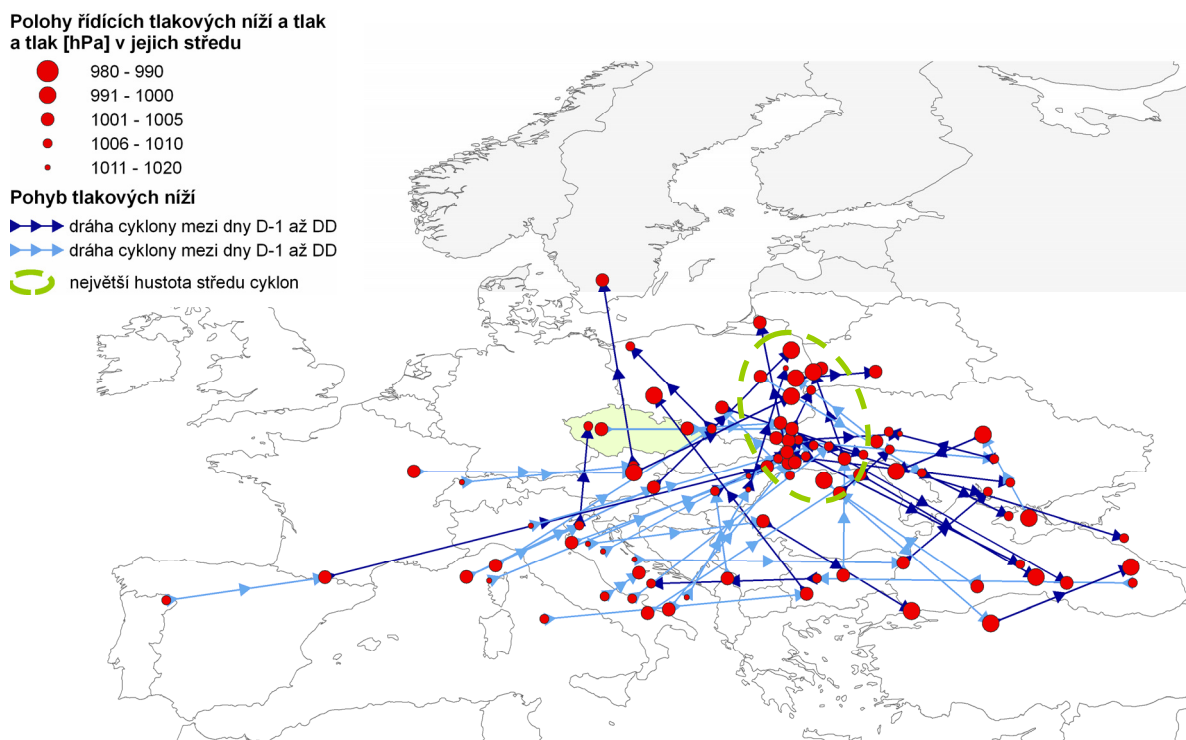 Polohy řídících tlakových níží a tlak
a tlak [hPa] v jejich středu
980 - 990
991 - 1000
1001 - 1005
1006 - 1010
1011 - 1020
Pohyb tlakových níží
dráha cyklony mezi dny D-1 až DD
dráha cyklony mezi dny D-1 až DD
největší hustota středu cyklon